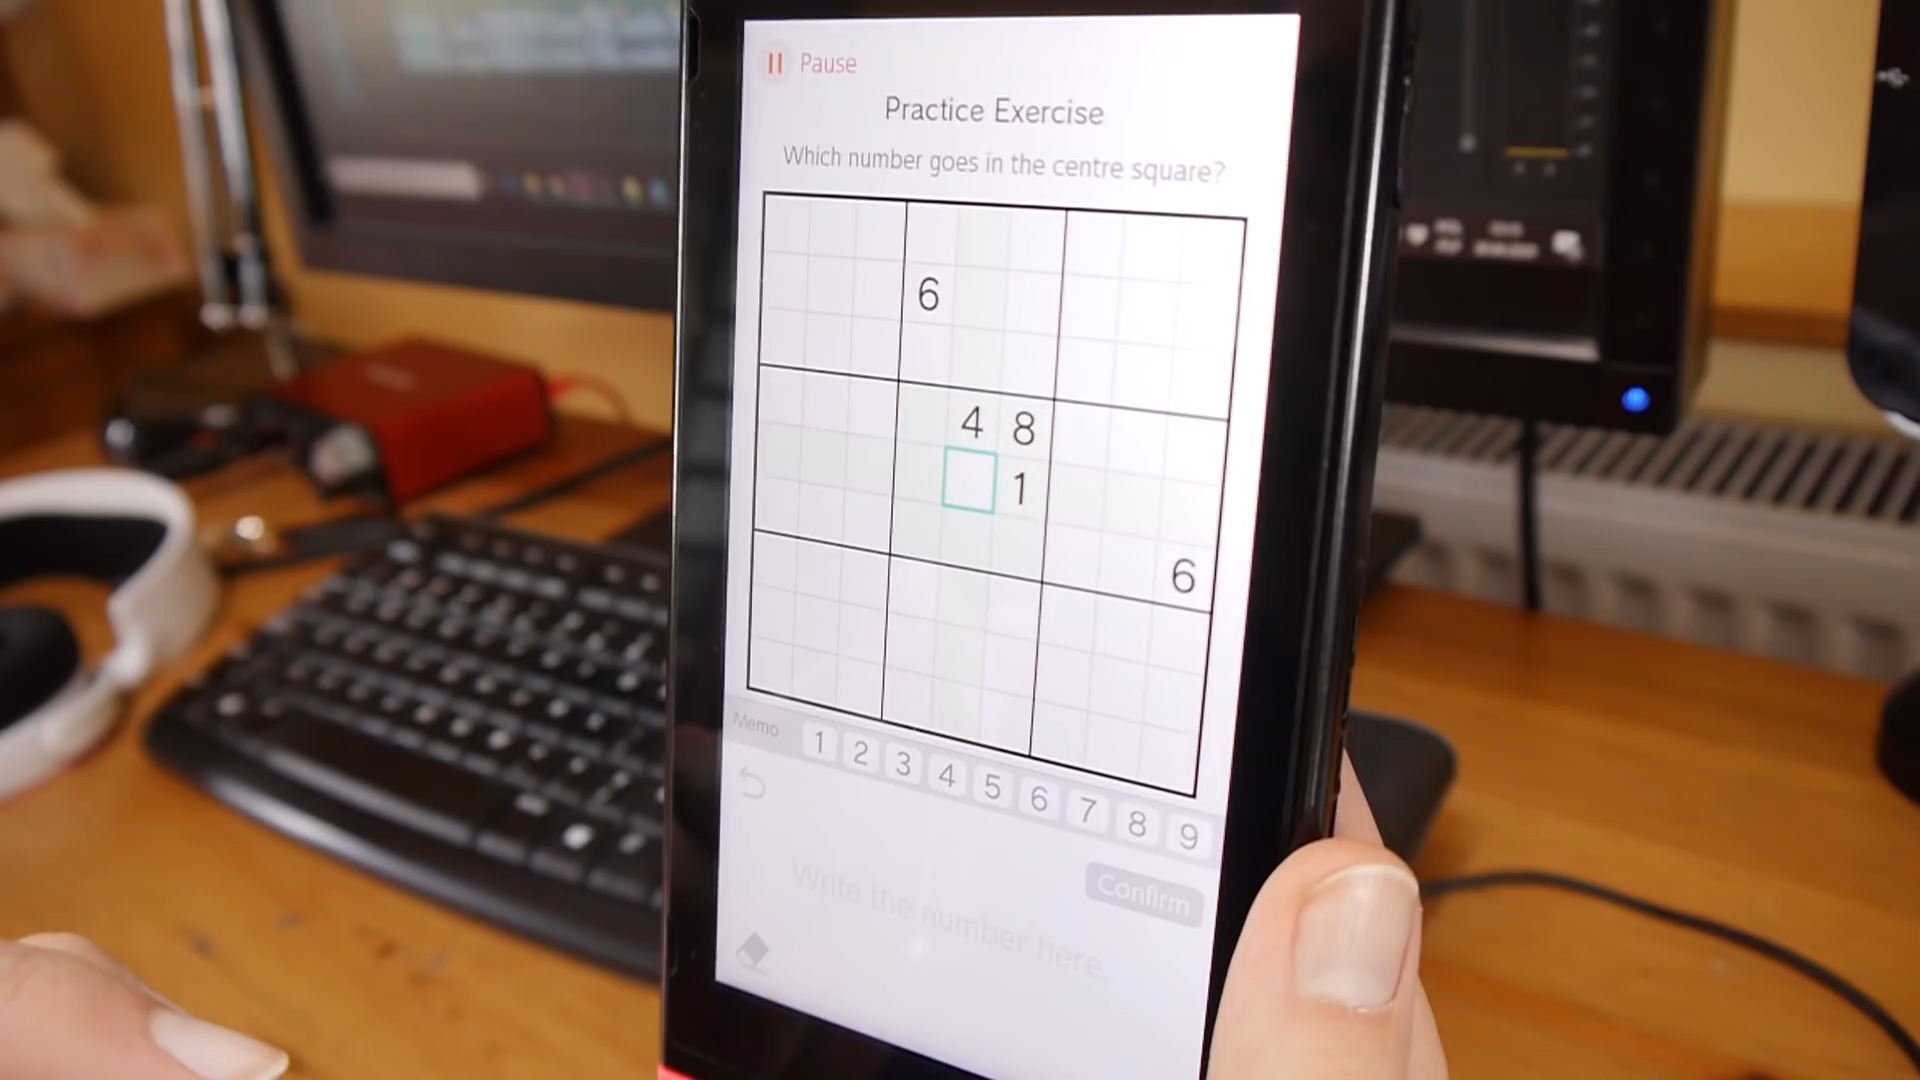 Pause
Practice Exercise
Which number goes in the centre square?
6
4 8
1
6
Memo
1 2 3 4 5 6 7 8 9
Confirm
Write the number here.